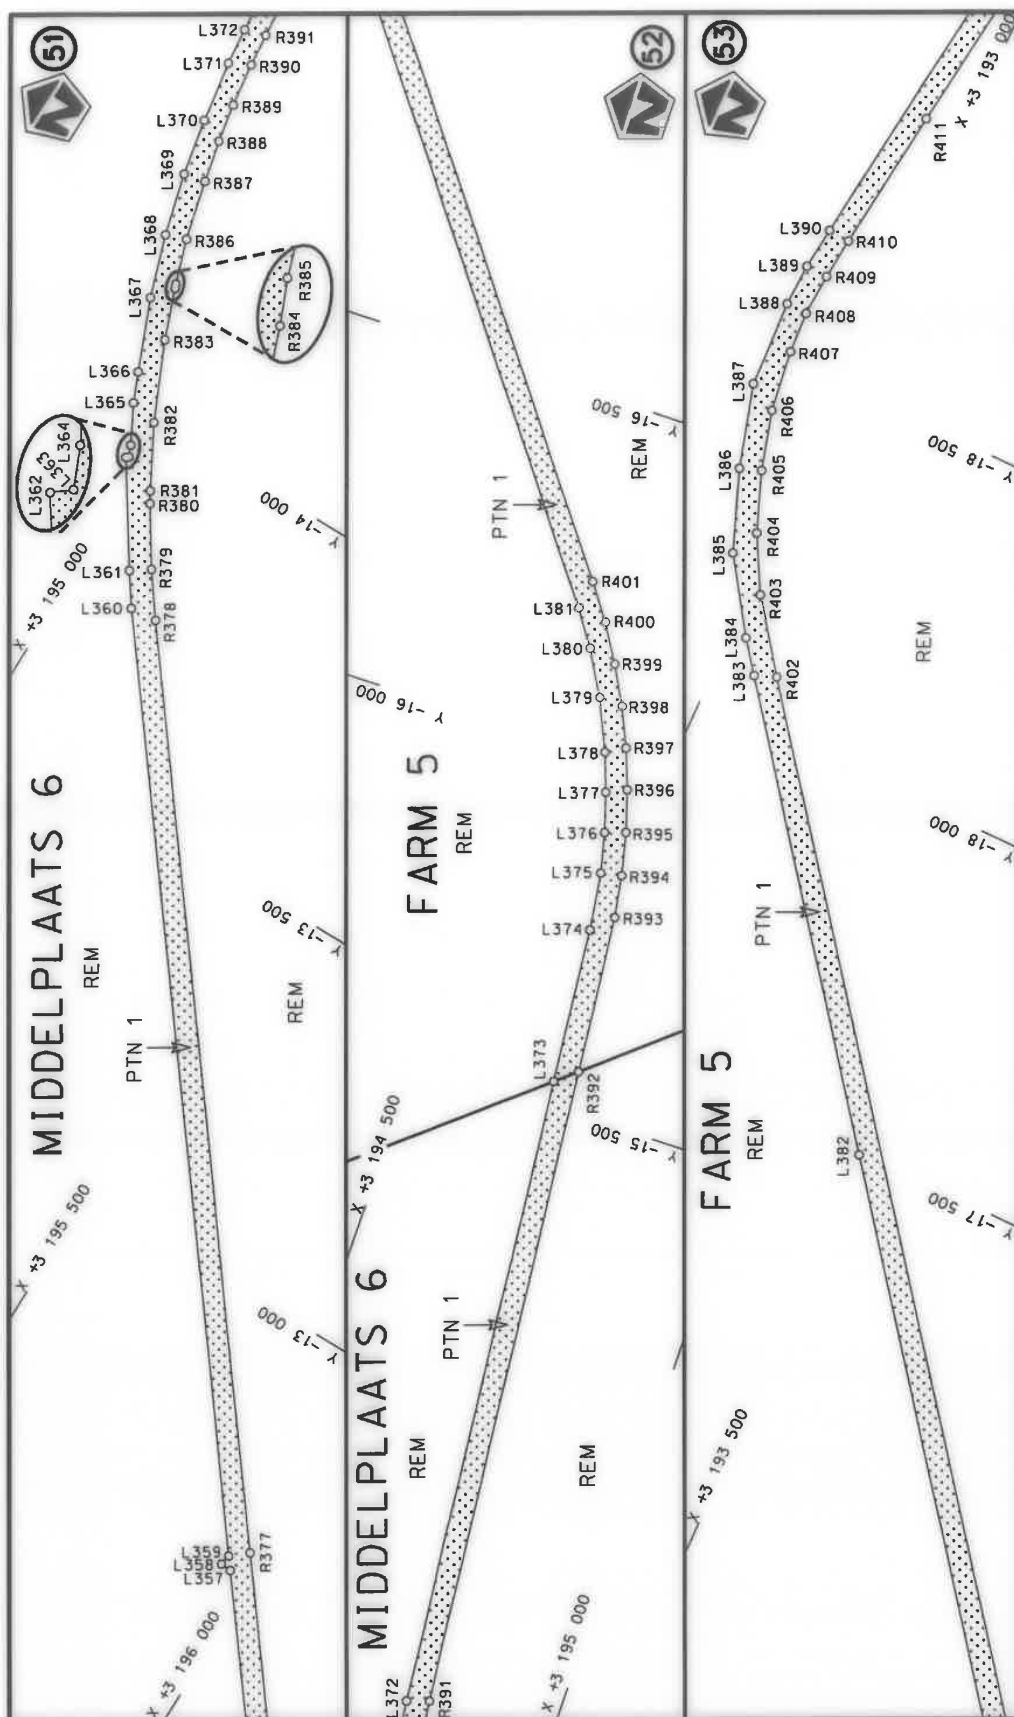 51
N
L372
R391
L371
R390
L370
R389
R388
L369
R387
L368
R386
L367
R385
R384
R383
L366
L365
R382
L364
L363
L362
R381
R380
Y -14 000
X +3 195 000
L361
R379
L360
R378
MIDDELPLAATS 6
REM
Y -13 500
REM
PTN 1
X +3 195 500
Y -13 000
L359
L358
L357
R377
X +3 196 000
52
N
Y -16 500
REM
PTN 1
R401
L381
R400
L380
R399
L379
R398
Y -16 000
L378
R397
FARM 5
REM
L377
R396
L376
R395
L375
R394
L374
R393
L373
R392
X +3 194 500
Y -15 500
MIDDELPLAATS 6
REM
PTN 1
REM
X +3 195 000
L372
R391
53
N
X +3 193 000
R411
L390
R410
L389
R409
L388
R408
R407
L387
R406
L386
R405
Y -18 500
L385
R404
R403
L384
L383
R402
REM
Y -18 000
PTN 1
FARM 5
REM
L382
Y -17 500
X +3 193 500